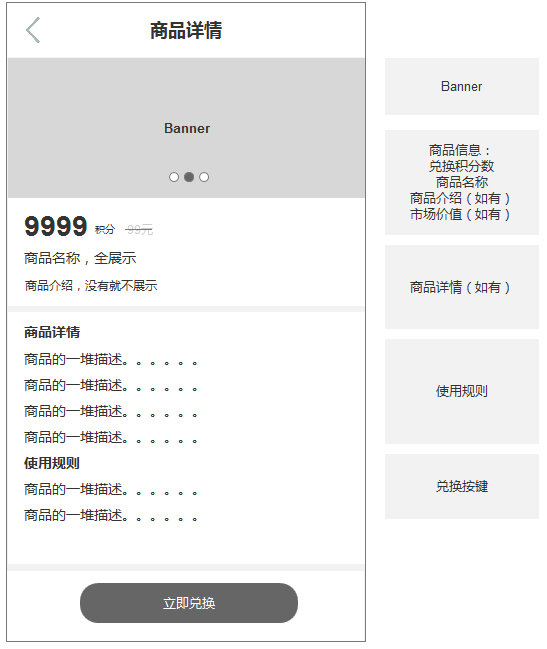 商品详情
Banner
9999 积分 99元
商品名称，全展示
商品介绍，没有就不展示
商品详情
商品的一堆描述。。。。。。
商品的一堆描述。。。。。。
商品的一堆描述。。。。。。
商品的一堆描述。。。。。。
使用规则
商品的一堆描述。。。。。。
商品的一堆描述。。。。。。
立即兑换
Banner
商品信息：
兑换积分数
商品名称
商品介绍（如有）
市场价值（如有）
商品详情（如有）
使用规则
兑换按键